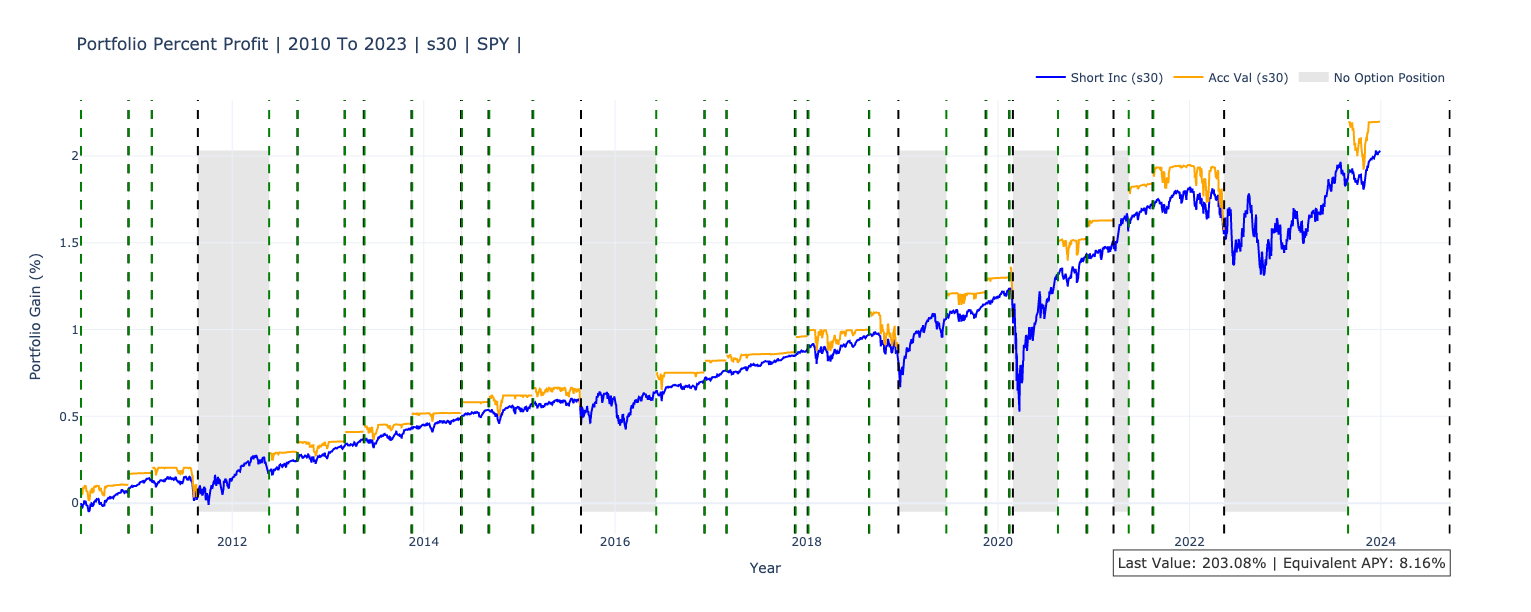 Portfolio Percent Profit | 2010 To 2023 | s30 | SPY |
Short Inc (s30) Acc Val (s30) No Option Position
Portfolio Gain (%)
2
1.5
1
0.5
0
2012 2014 2016 2018 2020 2022 2024
Year
Last Value: 203.08% | Equivalent APY: 8.16%